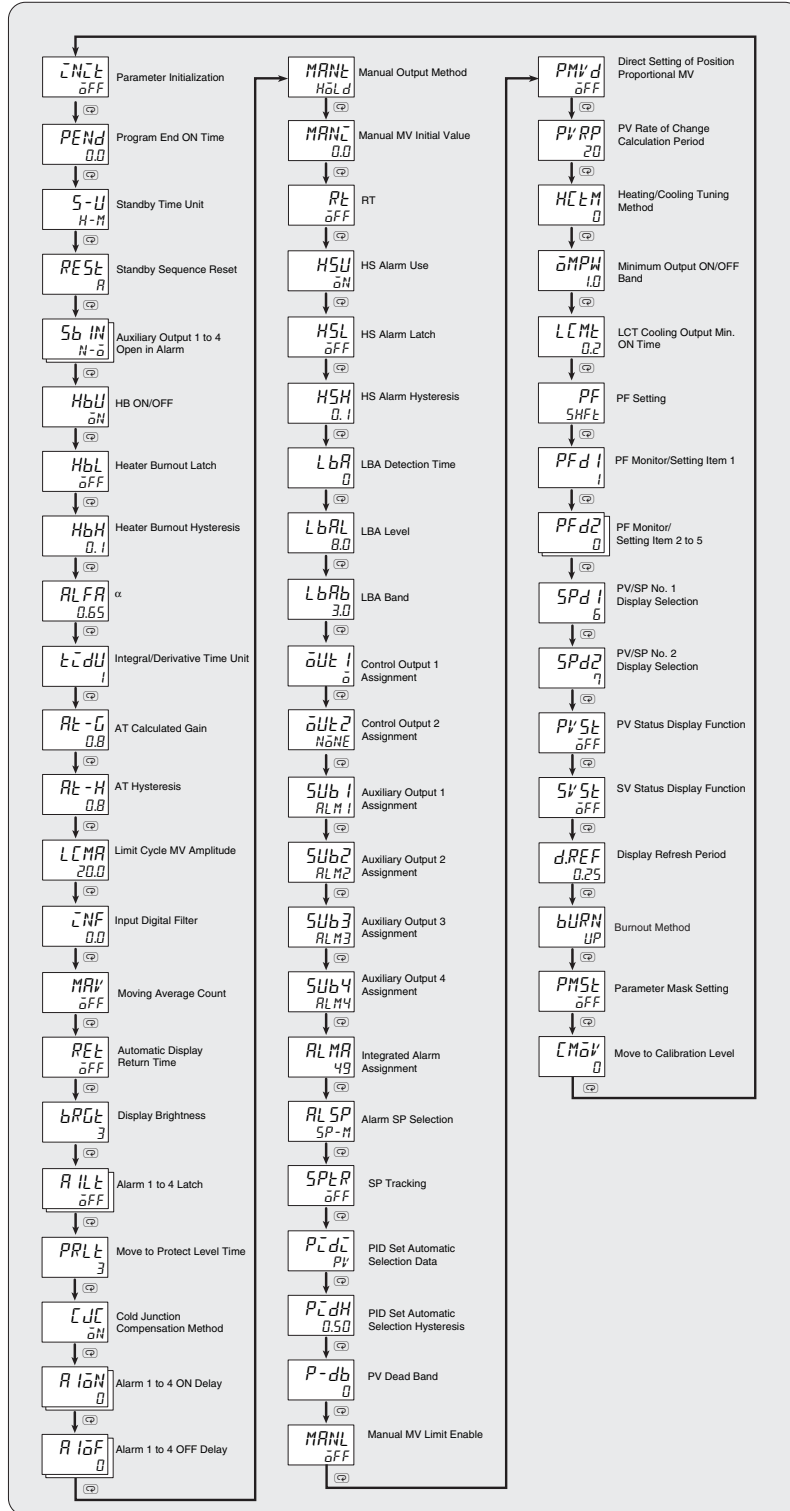 INIT
OFF
Parameter Initialization
PEND
0.0
Program End ON Time
S-U
H-M
Standby Time Unit
REST
A
Standby Sequence Reset
SbIN
N-O
Auxiliary Output 1 to 4
Open in Alarm
HbU
ON
HB ON/OFF
HbL
OFF
Heater Burnout Latch
HbH
0.1
Heater Burnout Hysteresis
ALFA
0.65
α
TIDU
1
Integral/Derivative Time Unit
AT-G
0.8
AT Calculated Gain
AT-H
0.8
AT Hysteresis
LCMA
20.0
Limit Cycle MV Amplitude
INF
0.0
Input Digital Filter
MAV
OFF
Moving Average Count
RET
OFF
Automatic Display
Return Time
BRGT
3
Display Brightness
A1LT
OFF
Alarm 1 to 4 Latch
PRLT
3
Move to Protect Level Time
CJC
ON
Cold Junction
Compensation Method
A1ON
0
Alarm 1 to 4 ON Delay
A1OF
0
Alarm 1 to 4 OFF Delay
MANT
HOLD
Manual Output Method
MANI
0.0
Manual MV Initial Value
RT
OFF
RT
HSU
ON
HS Alarm Use
HSL
OFF
HS Alarm Latch
HSH
0.1
HS Alarm Hysteresis
LbA
0
LBA Detection Time
LbAL
8.0
LBA Level
LbAb
3.0
LBA Band
OUT1
O
Control Output 1
Assignment
OUT2
NONE
Control Output 2
Assignment
SUb1
ALM1
Auxiliary Output 1
Assignment
SUb2
ALM2
Auxiliary Output 2
Assignment
SUb3
ALM3
Auxiliary Output 3
Assignment
SUb4
ALM4
Auxiliary Output 4
Assignment
ALMA
49
Integrated Alarm
Assignment
ALSP
SP-M
Alarm SP Selection
SPTR
OFF
SP Tracking
PIDI
PV
PID Set Automatic
Selection Data
PIDH
0.50
PID Set Automatic
Selection Hysteresis
P-db
0
PV Dead Band
MANL
OFF
Manual MV Limit Enable
PMVd
OFF
Direct Setting of Position
Proportional MV
PVRP
20
PV Rate of Change
Calculation Period
HCTM
0
Heating/Cooling Tuning
Method
OMPW
1.0
Minimum Output ON/OFF
Band
LCMT
0.2
LCT Cooling Output Min.
ON Time
PF
SHFT
PF Setting
PFd1
1
PF Monitor/Setting Item 1
PFd2
0
PF Monitor/
Setting Item 2 to 5
SPd1
6
PV/SP No. 1
Display Selection
SPd2
7
PV/SP No. 2
Display Selection
PVST
OFF
PV Status Display Function
SVST
OFF
SV Status Display Function
d.REF
0.25
Display Refresh Period
bURN
UP
Burnout Method
PMST
OFF
Parameter Mask Setting
CMOV
0
Move to Calibration Level